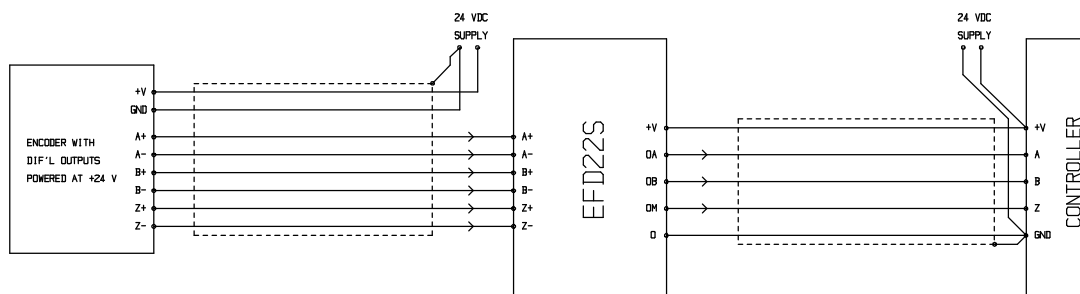 24 VDC
SUPPLY
24 VDC
SUPPLY
ENCODER WITH
DIF'L OUTPUTS
POWERED AT +24 V
+V
GND
A+
A-
B+
B-
Z+
Z-
A+
A-
B+
B-
Z+
Z-
EFD22S
+V
OA
OB
OM
O
+V
A
B
Z
GND
CONTROLLER